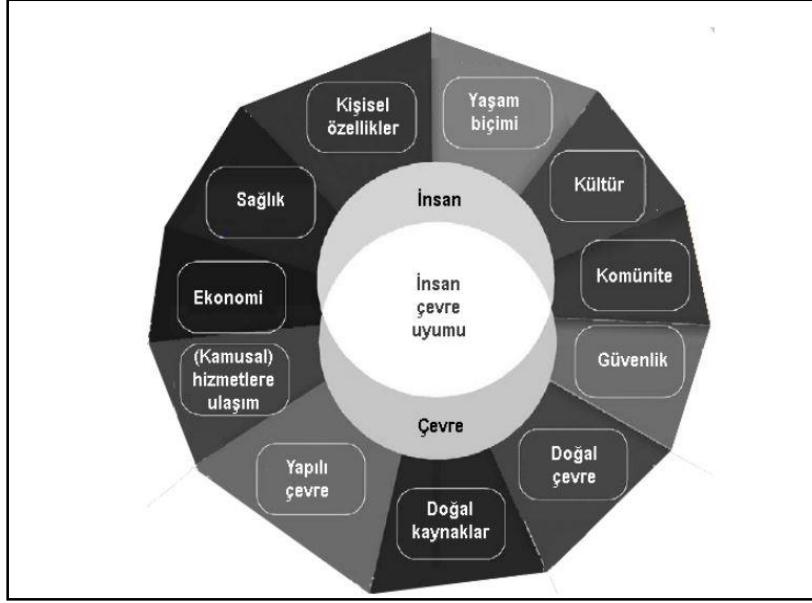 Kişisel
özellikler
Yaşam
biçimi
Sağlık
İnsan
Kültür
Ekonomi
İnsan
çevre
uyumu
Komünite
(Kamusal)
hizmetlere
ulaşım
Güvenlik
Çevre
Yapılı
çevre
Doğal
kaynaklar
Doğal
çevre